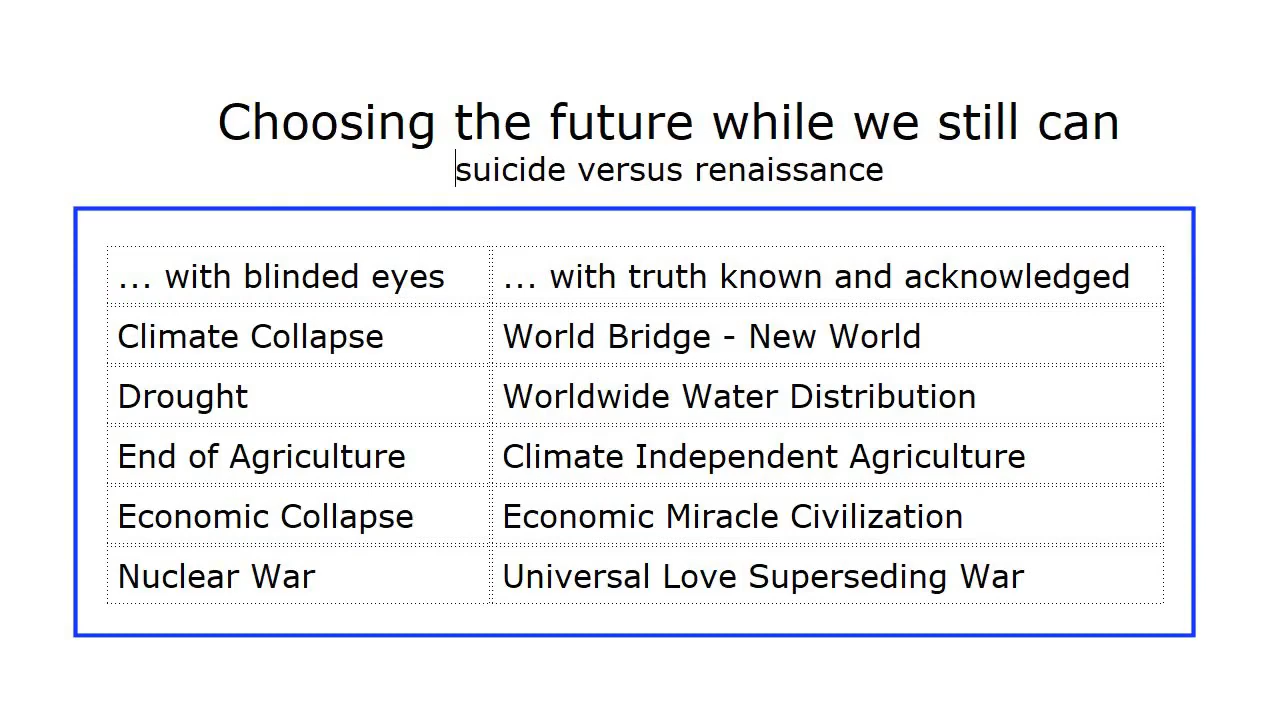 Choosing the future while we still can
suicide versus renaissance
... with blinded eyes ... with truth known and acknowledged
Climate Collapse World Bridge - New World
Drought Worldwide Water Distribution
End of Agriculture Climate Independent Agriculture
Economic Collapse Economic Miracle Civilization
Nuclear War Universal Love Superseding War